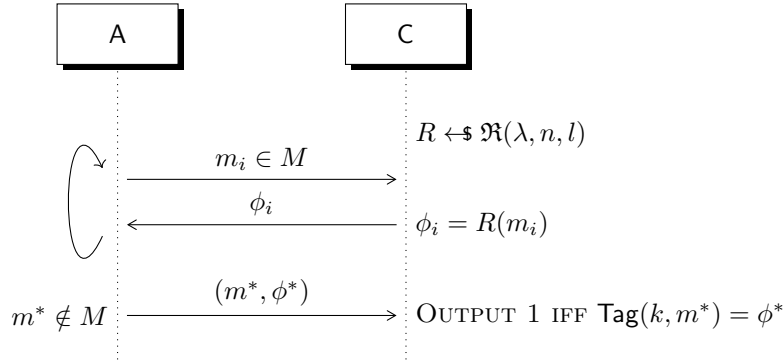 A C
R ←$ ℜ(λ, n, l)
m_i ∈ M
ϕ_i
ϕ_i = R(m_i)
(m*, ϕ*)
m* ∉ M
OUTPUT 1 IFF Tag(k, m*) = ϕ*